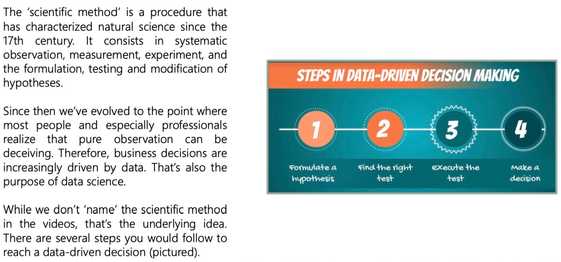 The ‘scientific method’ is a procedure that
has characterized natural science since the
17th century. It consists in systematic
observation, measurement, experiment, and
the formulation, testing and modification of
hypotheses.
Since then we’ve evolved to the point where
most people and especially professionals
realize that pure observation can be
deceiving. Therefore, business decisions are
increasingly driven by data. That’s also the
purpose of data science.
While we don’t ‘name’ the scientific method
in the videos, that’s the underlying idea.
There are several steps you would follow to
reach a data-driven decision (pictured).
STEPS IN DATA-DRIVEN DECISION MAKING
1 2 3 4
Formulate a Find the right Execute the Make a
hypothesis test test decision